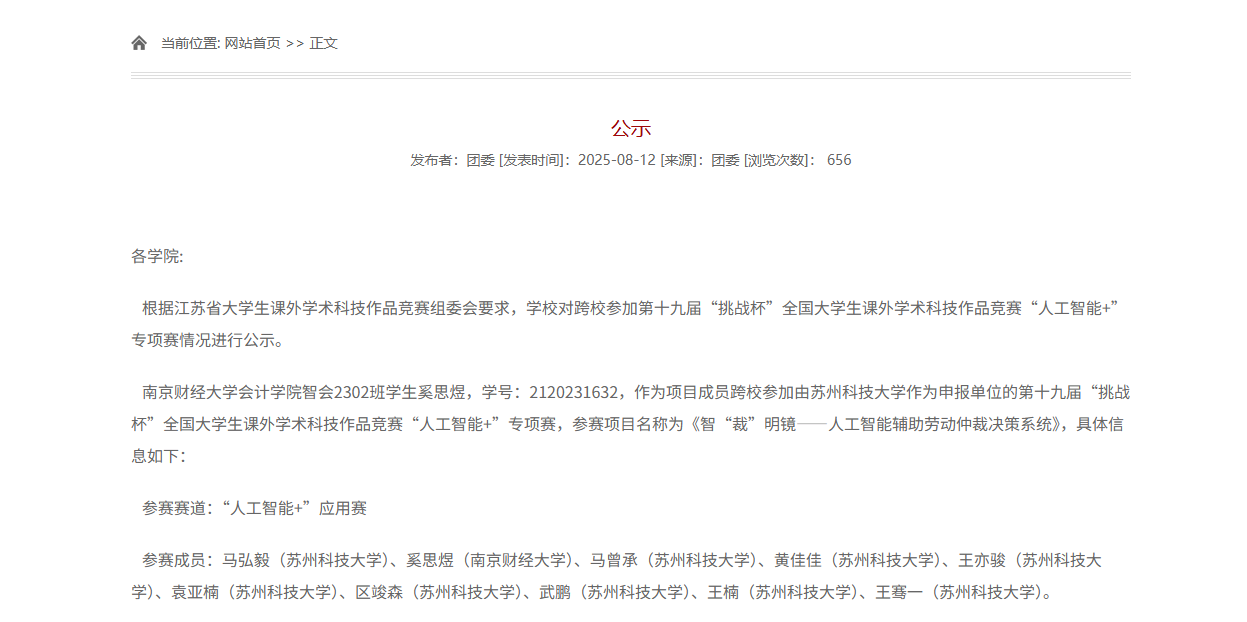 当前位置: 网站首页 >> 正文
公示
发布者：团委 [发表时间]：2025-08-12 [来源]：团委 [浏览次数]： 656
各学院:
根据江苏省大学生课外学术科技作品竞赛组委会要求，学校对跨校参加第十九届“挑战杯”全国大学生课外学术科技作品竞赛“人工智能+”
专项赛情况进行公示。
南京财经大学会计学院智会2302班学生奚思煜，学号：2120231632，作为项目成员跨校参加由苏州科技大学作为申报单位的第十九届“挑战
杯”全国大学生课外学术科技作品竞赛“人工智能+”专项赛，参赛项目名称为《智“裁”明镜——人工智能辅助劳动仲裁决策系统》，具体信
息如下：
参赛赛道：“人工智能+”应用赛
参赛成员：马弘毅（苏州科技大学）、奚思煜（南京财经大学）、马曾承（苏州科技大学）、黄佳佳（苏州科技大学）、王亦骏（苏州科技大
学）、袁亚楠（苏州科技大学）、区竣森（苏州科技大学）、武鹏（苏州科技大学）、王楠（苏州科技大学）、王骞一（苏州科技大学）。